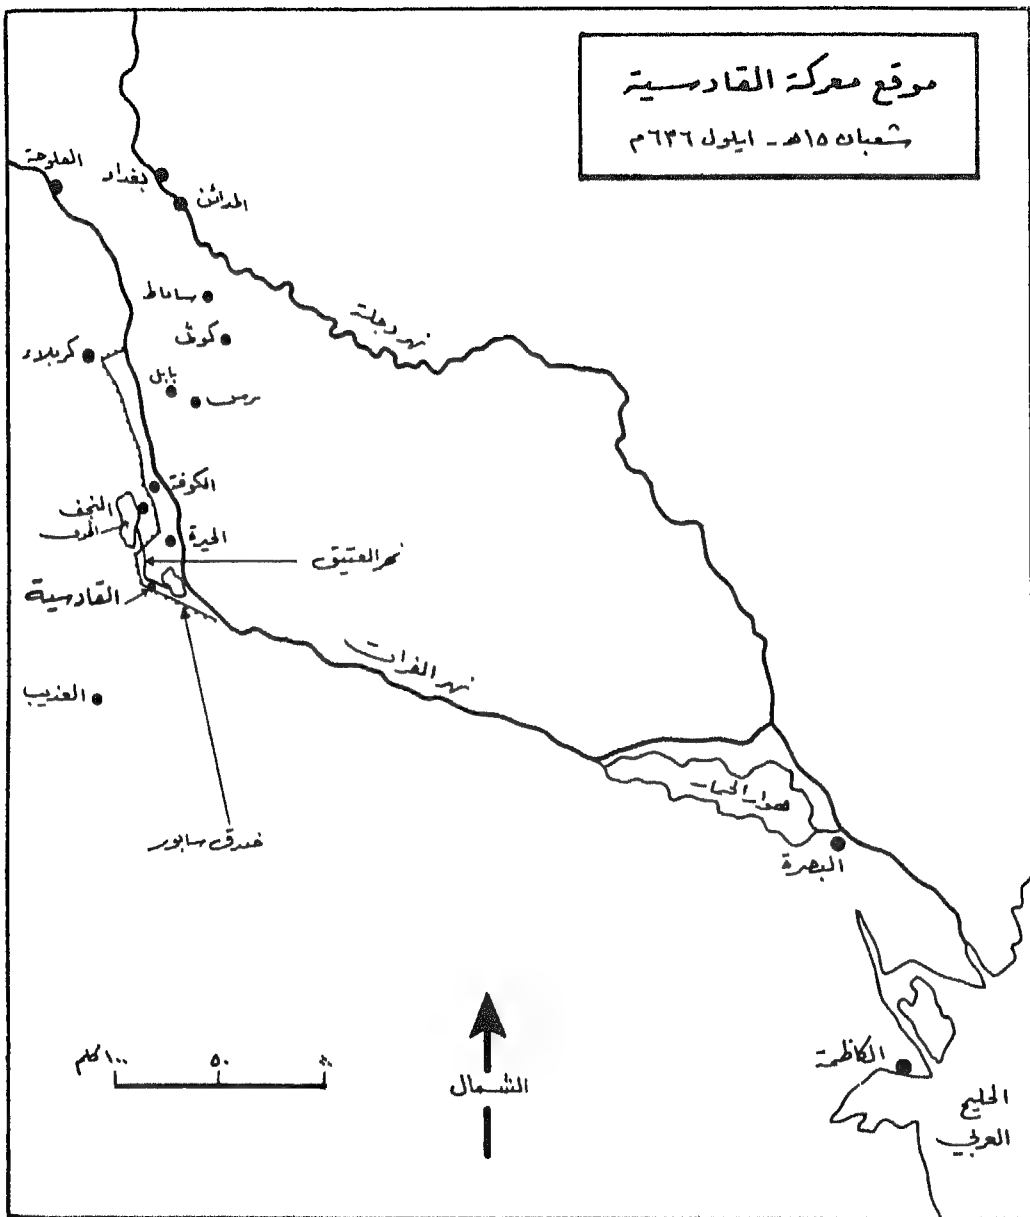 موقع معركة القادسية
شعبان ١٥هـ - ايلول ٦٣٦م
الفلوجة
بغداد
المدائن
ساباط
كوثى
نهر دجلة
كربلاء
بابل
برس
الكوفة
النجف
الحيرة
نهر العتيق
القادسية
نهر الفرات
العذيب
خندق سابور
البصرة
١٠٠ كلم
٥٠
الشمال
الكاظمة
الخليج
العربي